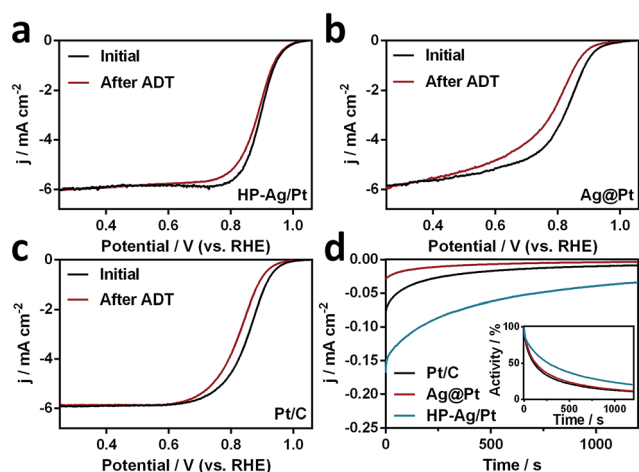 a
0
-2
-4
-6
j / mA cm⁻²
Initial
After ADT
HP-Ag/Pt
0.4
0.6
0.8
1.0
Potential / V (vs. RHE)
b
0
-2
-4
-6
j / mA cm⁻²
Initial
After ADT
Ag@Pt
0.4
0.6
0.8
1.0
Potential / V (vs. RHE)
c
0
-2
-4
-6
j / mA cm⁻²
Initial
After ADT
Pt/C
0.4
0.6
0.8
1.0
Potential / V (vs. RHE)
d
0.00
-0.05
-0.10
-0.15
-0.20
j / mA cm⁻²
Pt/C
Ag@Pt
HP-Ag/Pt
Activity / %
100
50
0
0
500
1000
Time / s
0
250
500
750
1000
Time / s